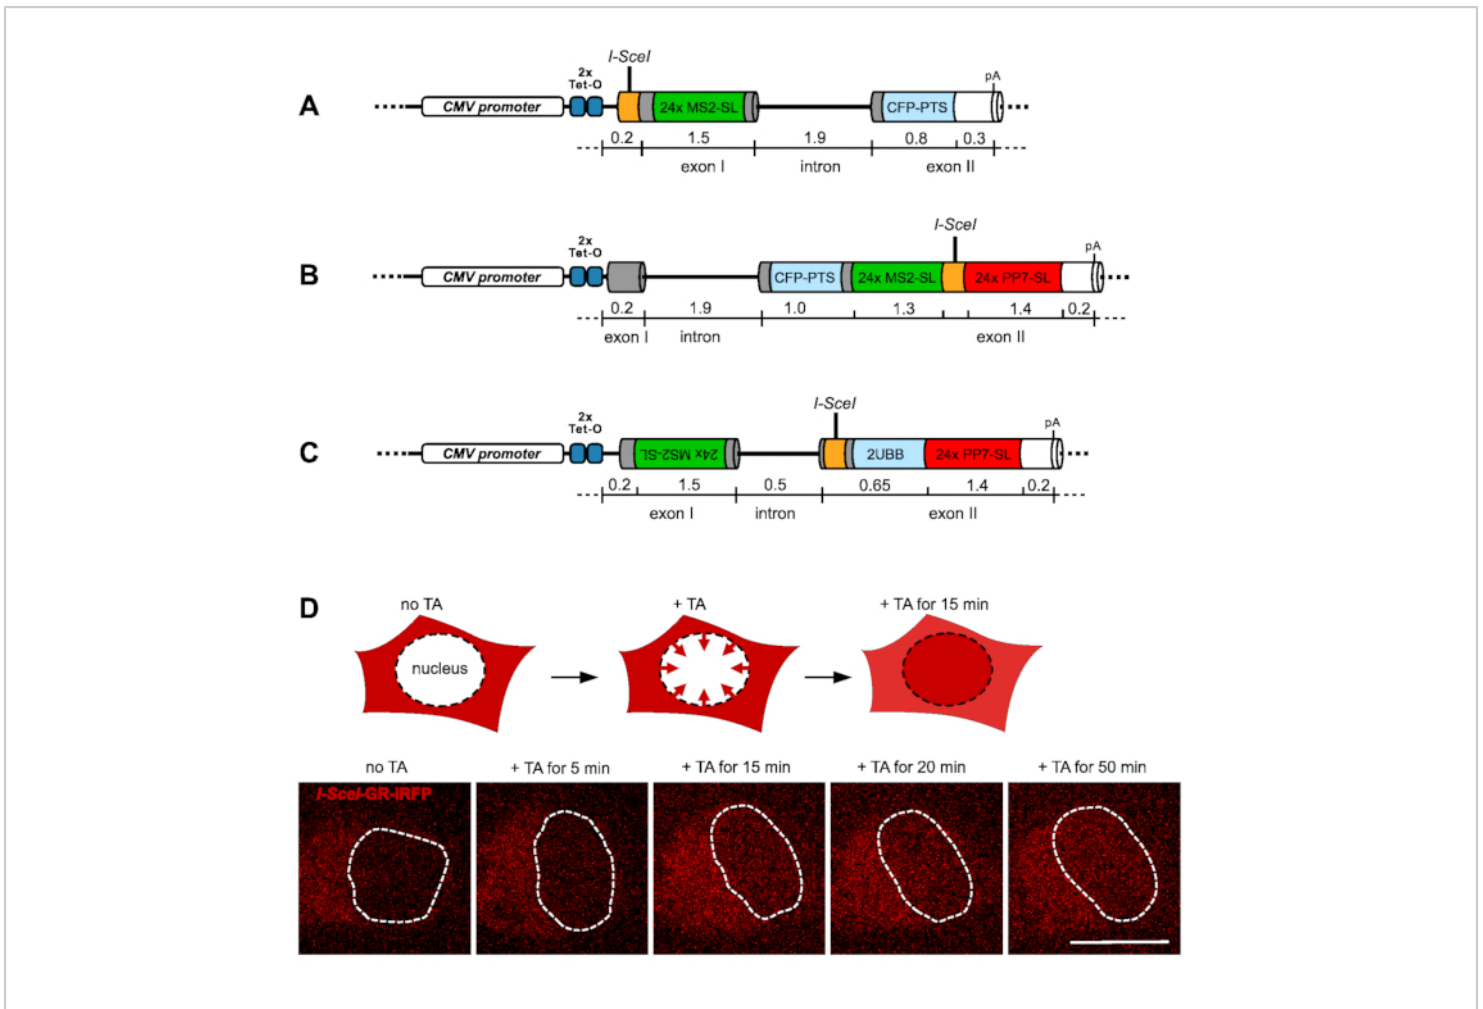 I-SceI
2x
Tet-O
pA
A
CMV promoter
24x MS2-SL
CFP-PTS
0.2 1.5 1.9 0.8 0.3
exon I intron exon II
I-SceI
2x
Tet-O
pA
B
CMV promoter
CFP-PTS 24x MS2-SL 24x PP7-SL
0.2 1.9 1.0 1.3 1.4 0.2
exon I intron exon II
I-SceI
2x
Tet-O
pA
C
CMV promoter
24x MS2-SL
2UBB 24x PP7-SL
0.2 1.5 0.5 0.65 1.4 0.2
exon I intron exon II
D
no TA + TA + TA for 15 min
nucleus
no TA + TA for 5 min + TA for 15 min + TA for 20 min + TA for 50 min
I-SceI-GR-IRFP